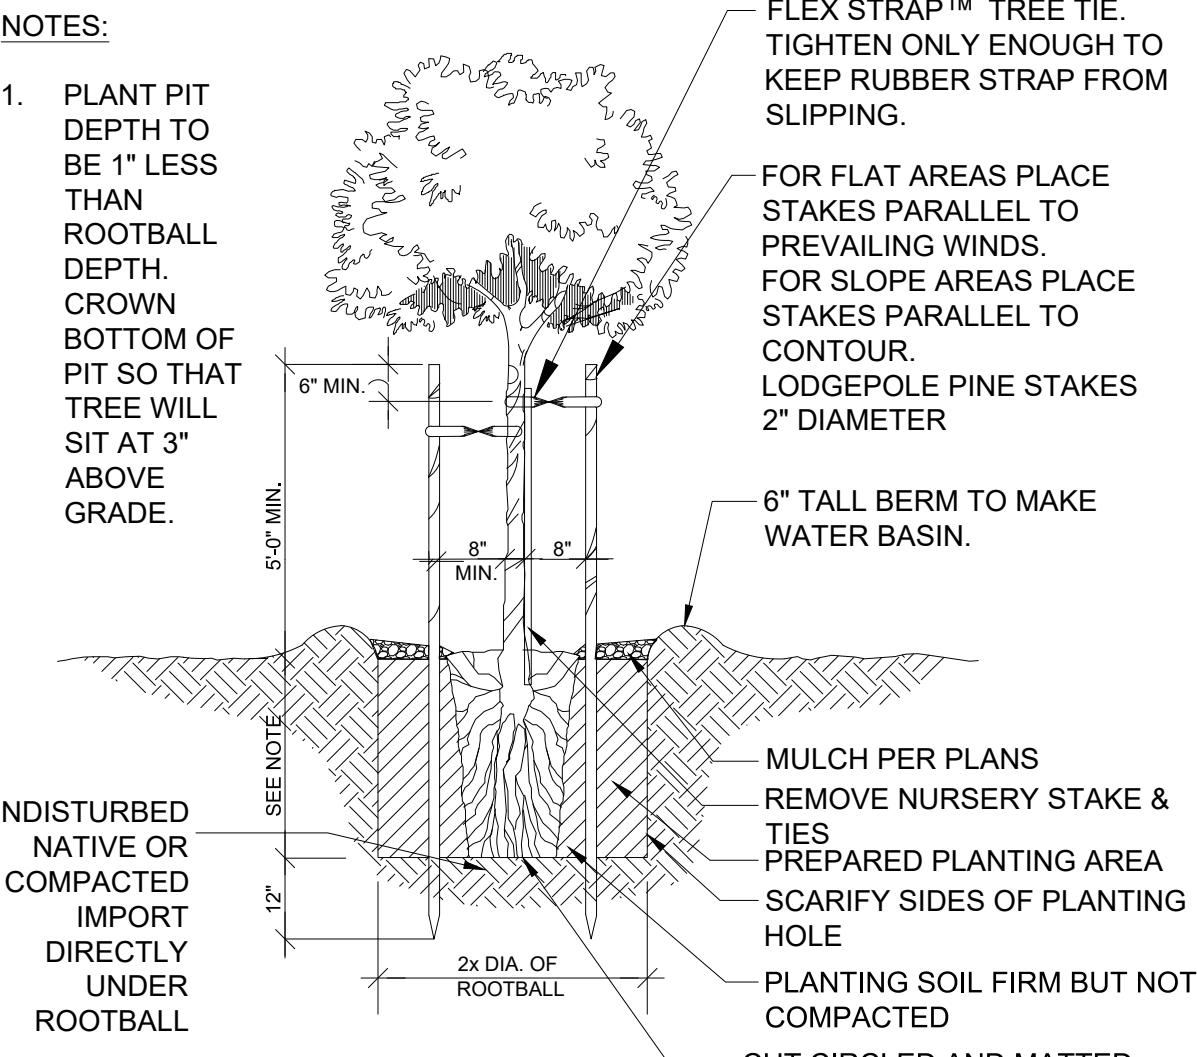 NOTES:
1. PLANT PIT
DEPTH TO
BE 1" LESS
THAN
ROOTBALL
DEPTH.
CROWN
BOTTOM OF
PIT SO THAT
TREE WILL
SIT AT 3"
ABOVE
GRADE.
FLEX STRAP™ TREE TIE.
TIGHTEN ONLY ENOUGH TO
KEEP RUBBER STRAP FROM
SLIPPING.
FOR FLAT AREAS PLACE
STAKES PARALLEL TO
PREVAILING WINDS.
FOR SLOPE AREAS PLACE
STAKES PARALLEL TO
CONTOUR.
LODGEPOLE PINE STAKES
2" DIAMETER
6" TALL BERM TO MAKE
WATER BASIN.
6" MIN.
5'-0" MIN.
8"
MIN.
8"
SEE NOTE
12"
2x DIA. OF
ROOTBALL
NDISTURBED
NATIVE OR
COMPACTED
IMPORT
DIRECTLY
UNDER
ROOTBALL
MULCH PER PLANS
REMOVE NURSERY STAKE &
TIES
PREPARED PLANTING AREA
SCARIFY SIDES OF PLANTING
HOLE
PLANTING SOIL FIRM BUT NOT
COMPACTED
CUT CIRCLED AND MATTED